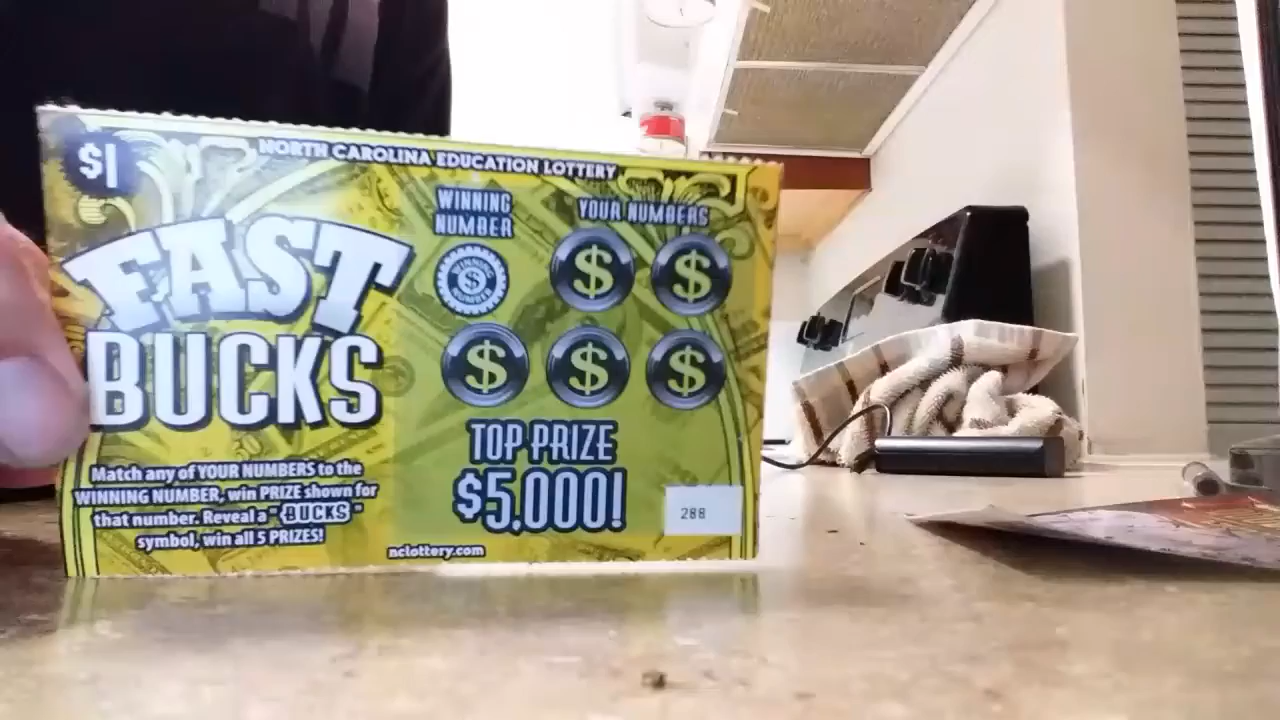 $1
NORTH CAROLINA EDUCATION LOTTERY
FAST
BUCKS
WINNING
NUMBER
YOUR NUMBERS
WINNING
$
NUMBER
$ $
$ $ $
TOP PRIZE
$5,000!
Match any of YOUR NUMBERS to the
WINNING NUMBER, win PRIZE shown for
that number. Reveal a "BUCKS"
symbol, win all 5 PRIZES!
288
nclottery.com